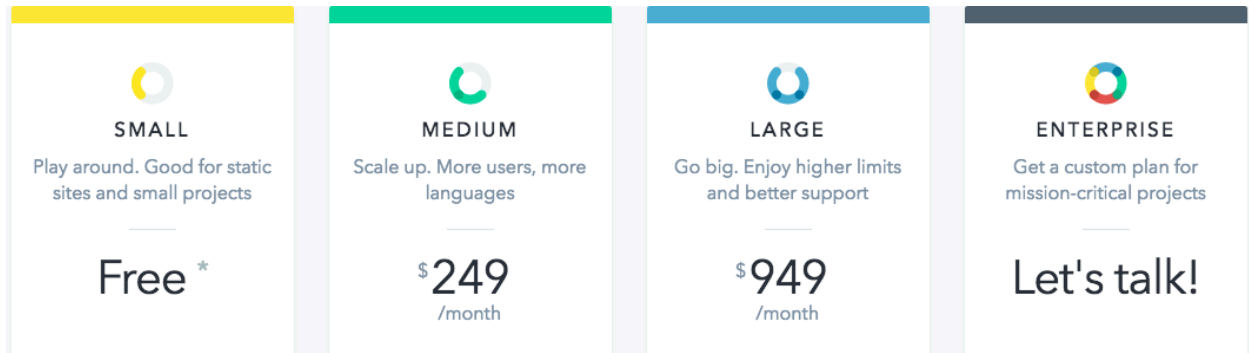 SMALL
Play around. Good for static
sites and small projects
Free *
MEDIUM
Scale up. More users, more
languages
$249
/month
LARGE
Go big. Enjoy higher limits
and better support
$949
/month
ENTERPRISE
Get a custom plan for
mission-critical projects
Let's talk!